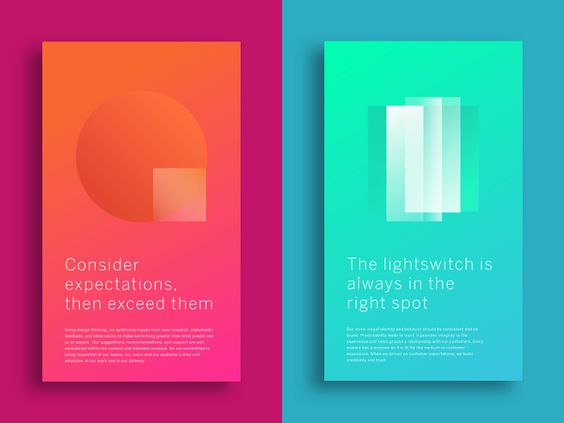 Consider
expectations,
then exceed them
Using design thinking, we synthesize inputs from user research, stakeholder
feedback, and observation to make something greater than what people ask
us or expect. Our suggestions, recommendations, and support are well
considered within the context and intended purpose. We are committed to
being respectful of our teams, our users and our audience's time and
attention, in our work and in our delivery.
The lightswitch is
always in the
right spot
Our work, visual identity and behavior should be consistent and on
brand. Predictability leads to trust, it provides integrity to the
experience and helps ground a relationship with our customers. Every
makers has a purpose as it is fit for the medium or customer
experience. When we deliver on customer expectations, we build
credibility and trust.